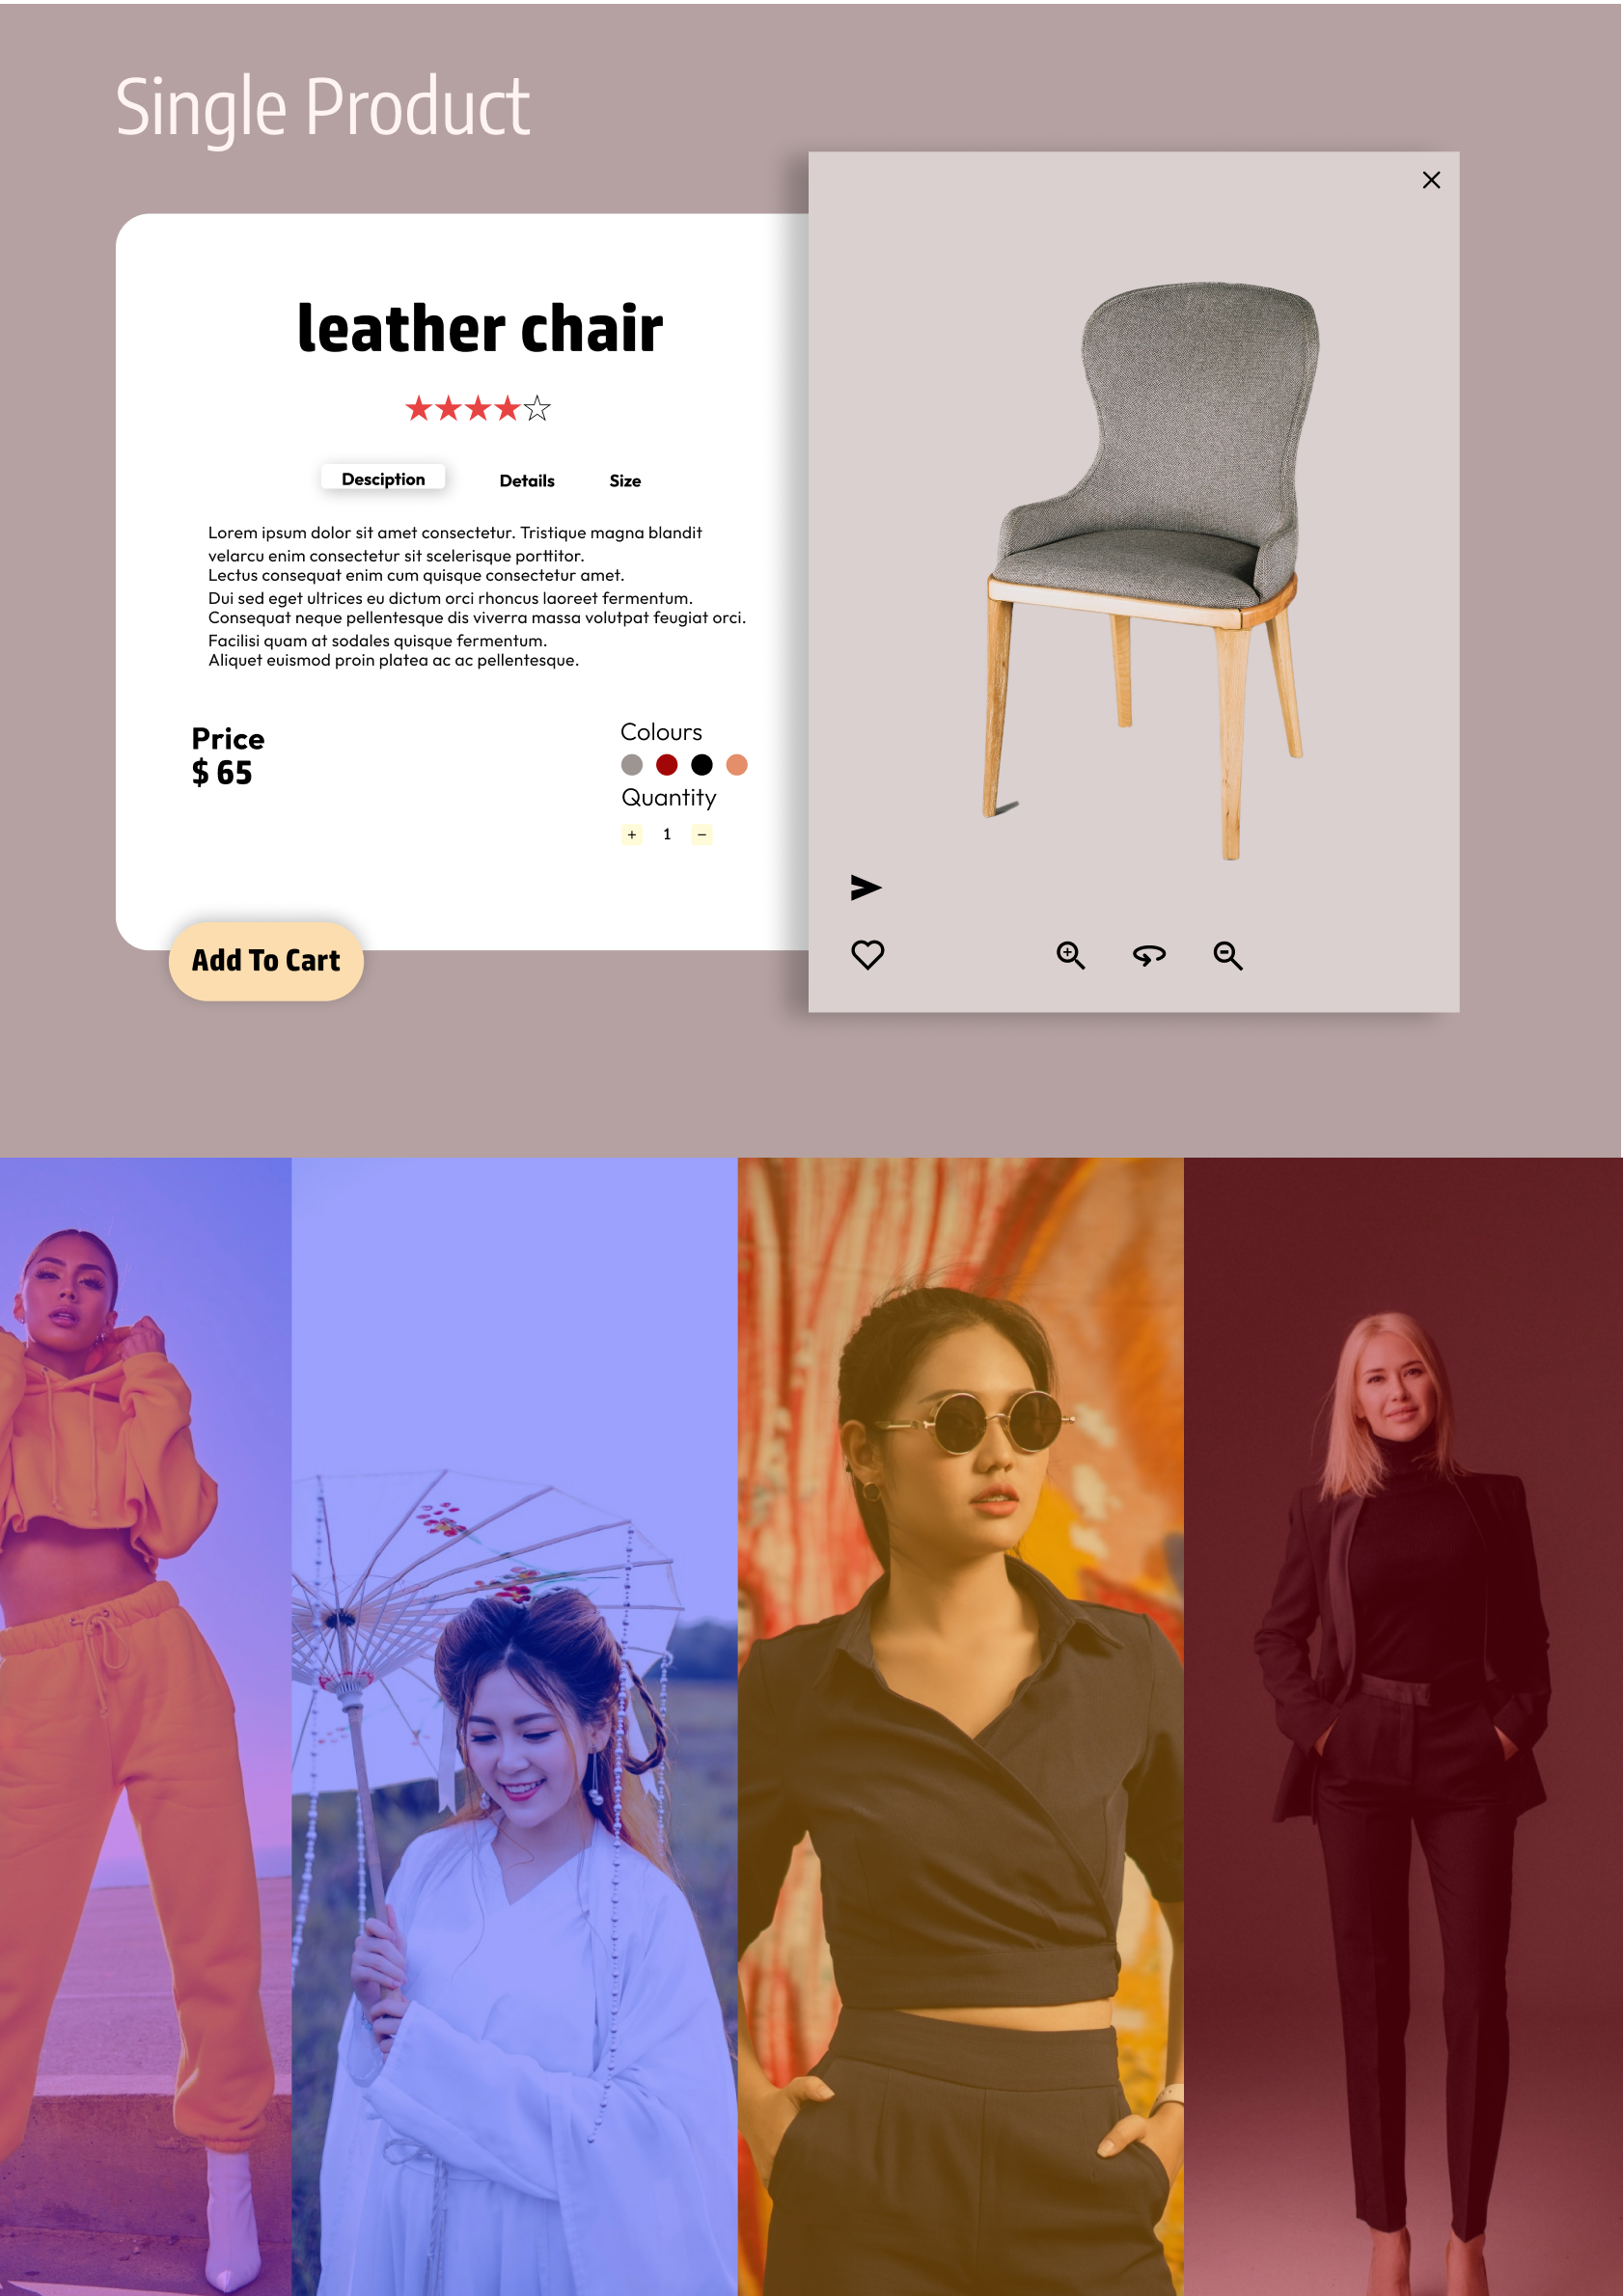 Single Product
leather chair
Desciption Details Size
Lorem ipsum dolor sit amet consectetur. Tristique magna blandit
velarcu enim consectetur sit scelerisque porttitor.
Lectus consequat enim cum quisque consectetur amet.
Dui sed eget ultrices eu dictum orci rhoncus laoreet fermentum.
Consequat neque pellentesque dis viverra massa volutpat feugiat orci.
Facilisi quam at sodales quisque fermentum.
Aliquet euismod proin platea ac ac pellentesque.
Price
$ 65
Colours
Quantity
+ 1 −
Add To Cart